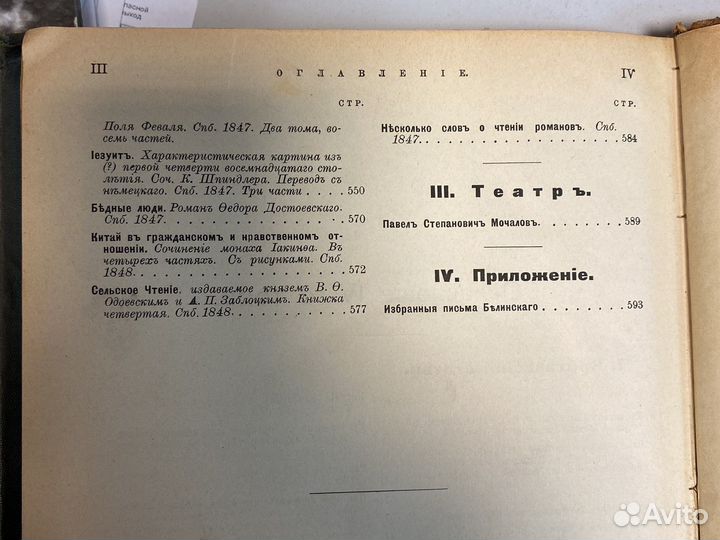 пасной
выход
III
ОГЛАВЛЕНІЕ.
IV
СТР.
Поля Феваля. Спб. 1847. Два тома, во-
семь частей.
Іезуитъ. Характеристическая картина изъ
(?) первой четверти восемнадцатаго сто-
лѣтія. Соч. К. Шпиндлера. Переводъ съ
нѣмецкаго. Спб. 1847. Три части . . . . 550
Бѣдные люди. Романъ Ѳедора Достоевскаго.
Спб. 1847. . . . . . . . . . . . . . . . 570
Китай въ гражданскомъ и нравственномъ от-
ношеніи. Сочиненіе монаха Іакинѳа. Въ
четырехъ частяхъ. Съ рисунками. Спб.
1848. . . . . . . . . . . . . . . . . . 572
Сельское Чтеніе. издаваемое княземъ В. Ѳ.
Одоевскимъ и А. П. Заблоцкимъ. Книжка
четвертая. Спб. 1848. . . . . . . . . . 577
СТР.
Нѣсколько словъ о чтеніи романовъ. Спб.
1847. . . . . . . . . . . . . . . . . . 584
III. Театръ.
Павелъ Степановичъ Мочаловъ. . . . . . . 589
IV. Приложеніе.
Избранныя письма Бѣлинскаго . . . . . . . 593
Avito